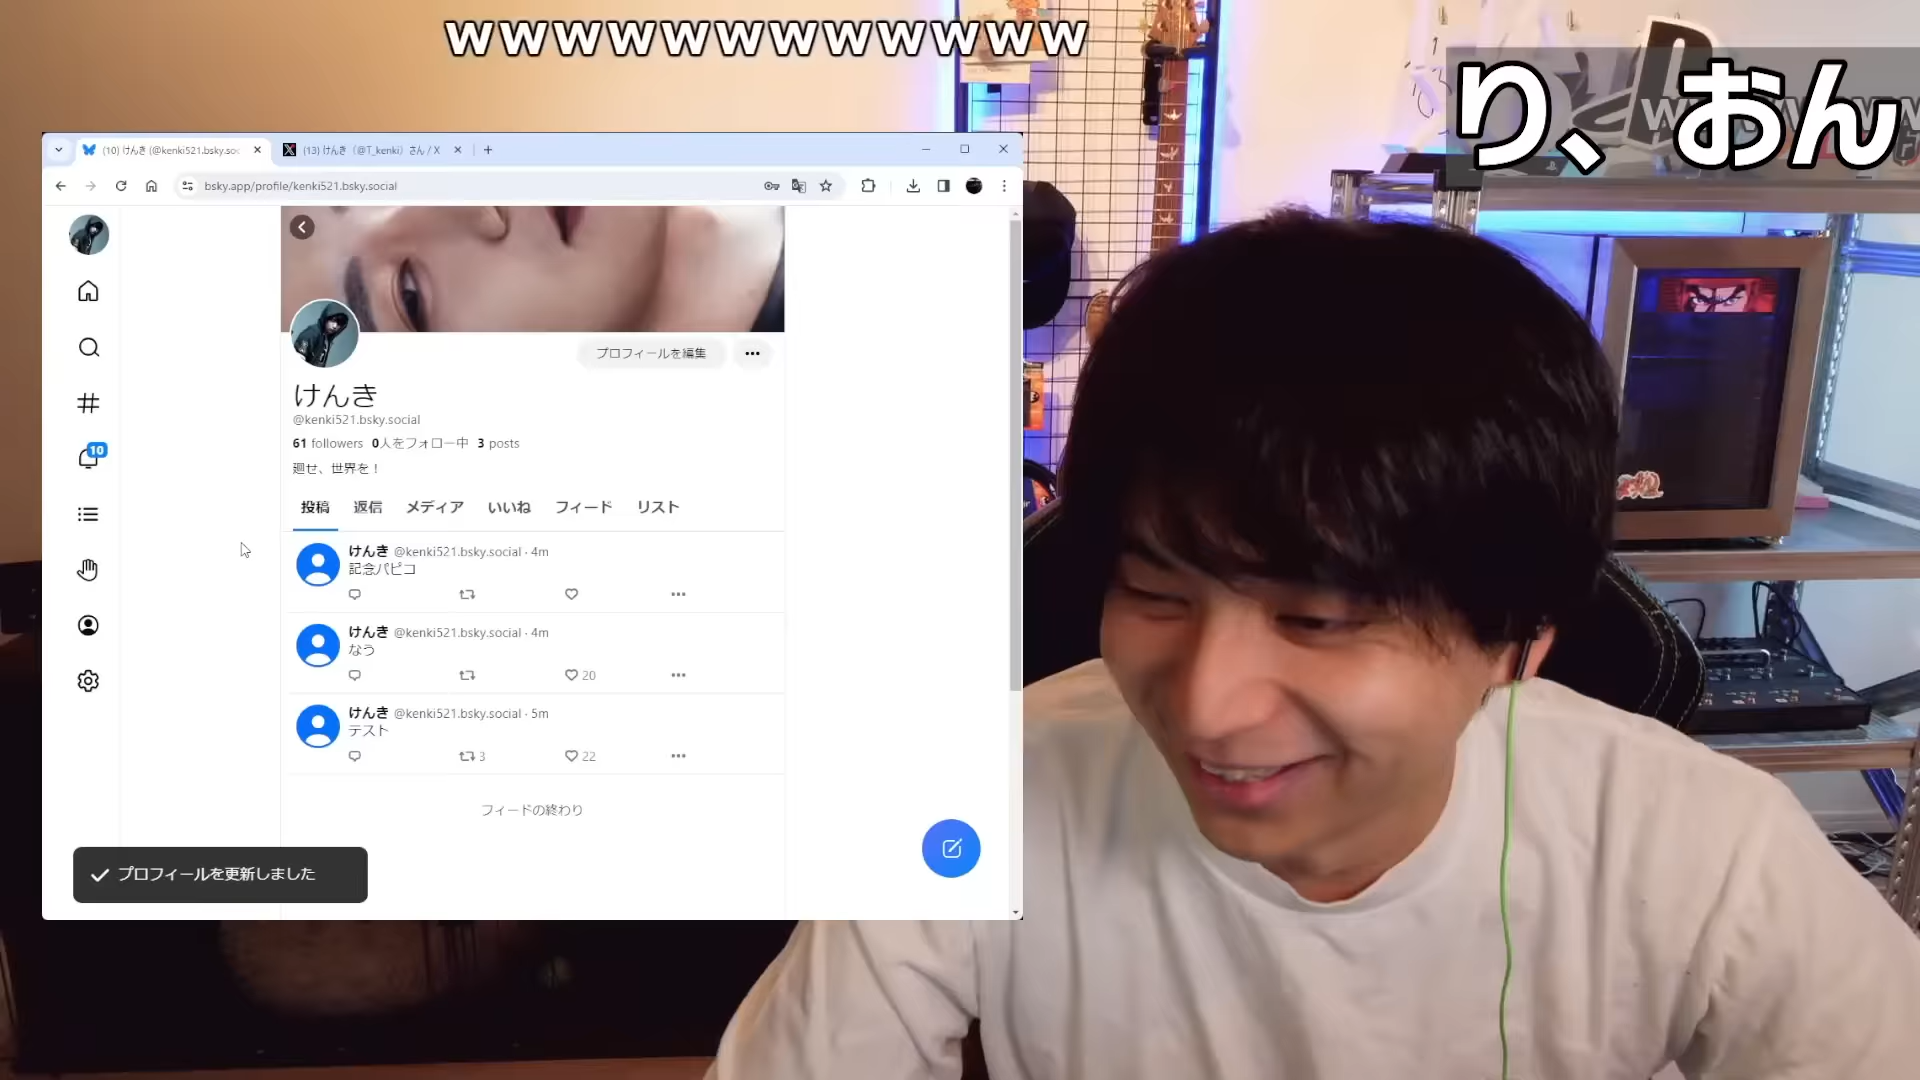 wwwwwwwwwwww
り、おん
(10) けんき (@kenki521.bsky.soc
(13) けんき (@T_kenki) さん / X
bsky.app/profile/kenki521.bsky.social
プロフィールを編集
けんき
@kenki521.bsky.social
61 followers 0人をフォロー中 3 posts
廻せ、世界を！
10
投稿 返信 メディア いいね フィード リスト
けんき @kenki521.bsky.social · 4m
記念パピコ
けんき @kenki521.bsky.social · 4m
なう
20
けんき @kenki521.bsky.social · 5m
テスト
3 22
フィードの終わり
プロフィールを更新しました